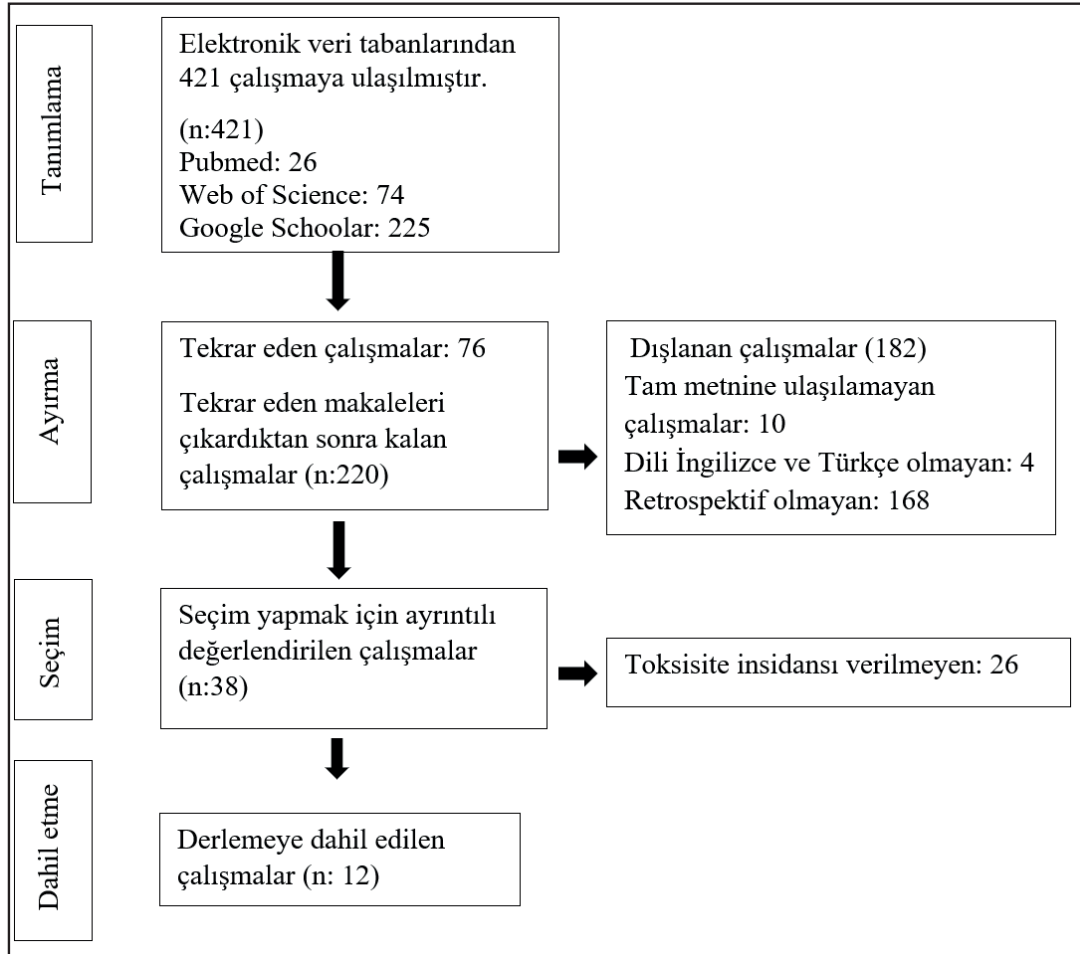 Tanımlama
Elektronik veri tabanlarından
421 çalışmaya ulaşılmıştır.
(n:421)
Pubmed: 26
Web of Science: 74
Google Schoolar: 225
Ayırma
Tekrar eden çalışmalar: 76
Tekrar eden makaleleri
çıkardıktan sonra kalan
çalışmalar (n:220)
Dışlanan çalışmalar (182)
Tam metnine ulaşılamayan
çalışmalar: 10
Dili İngilizce ve Türkçe olmayan: 4
Retrospektif olmayan: 168
Seçim
Seçim yapmak için ayrıntılı
değerlendirilen çalışmalar
(n:38)
Toksisite insidansı verilmeyen: 26
Dahil etme
Derlemeye dahil edilen
çalışmalar (n: 12)